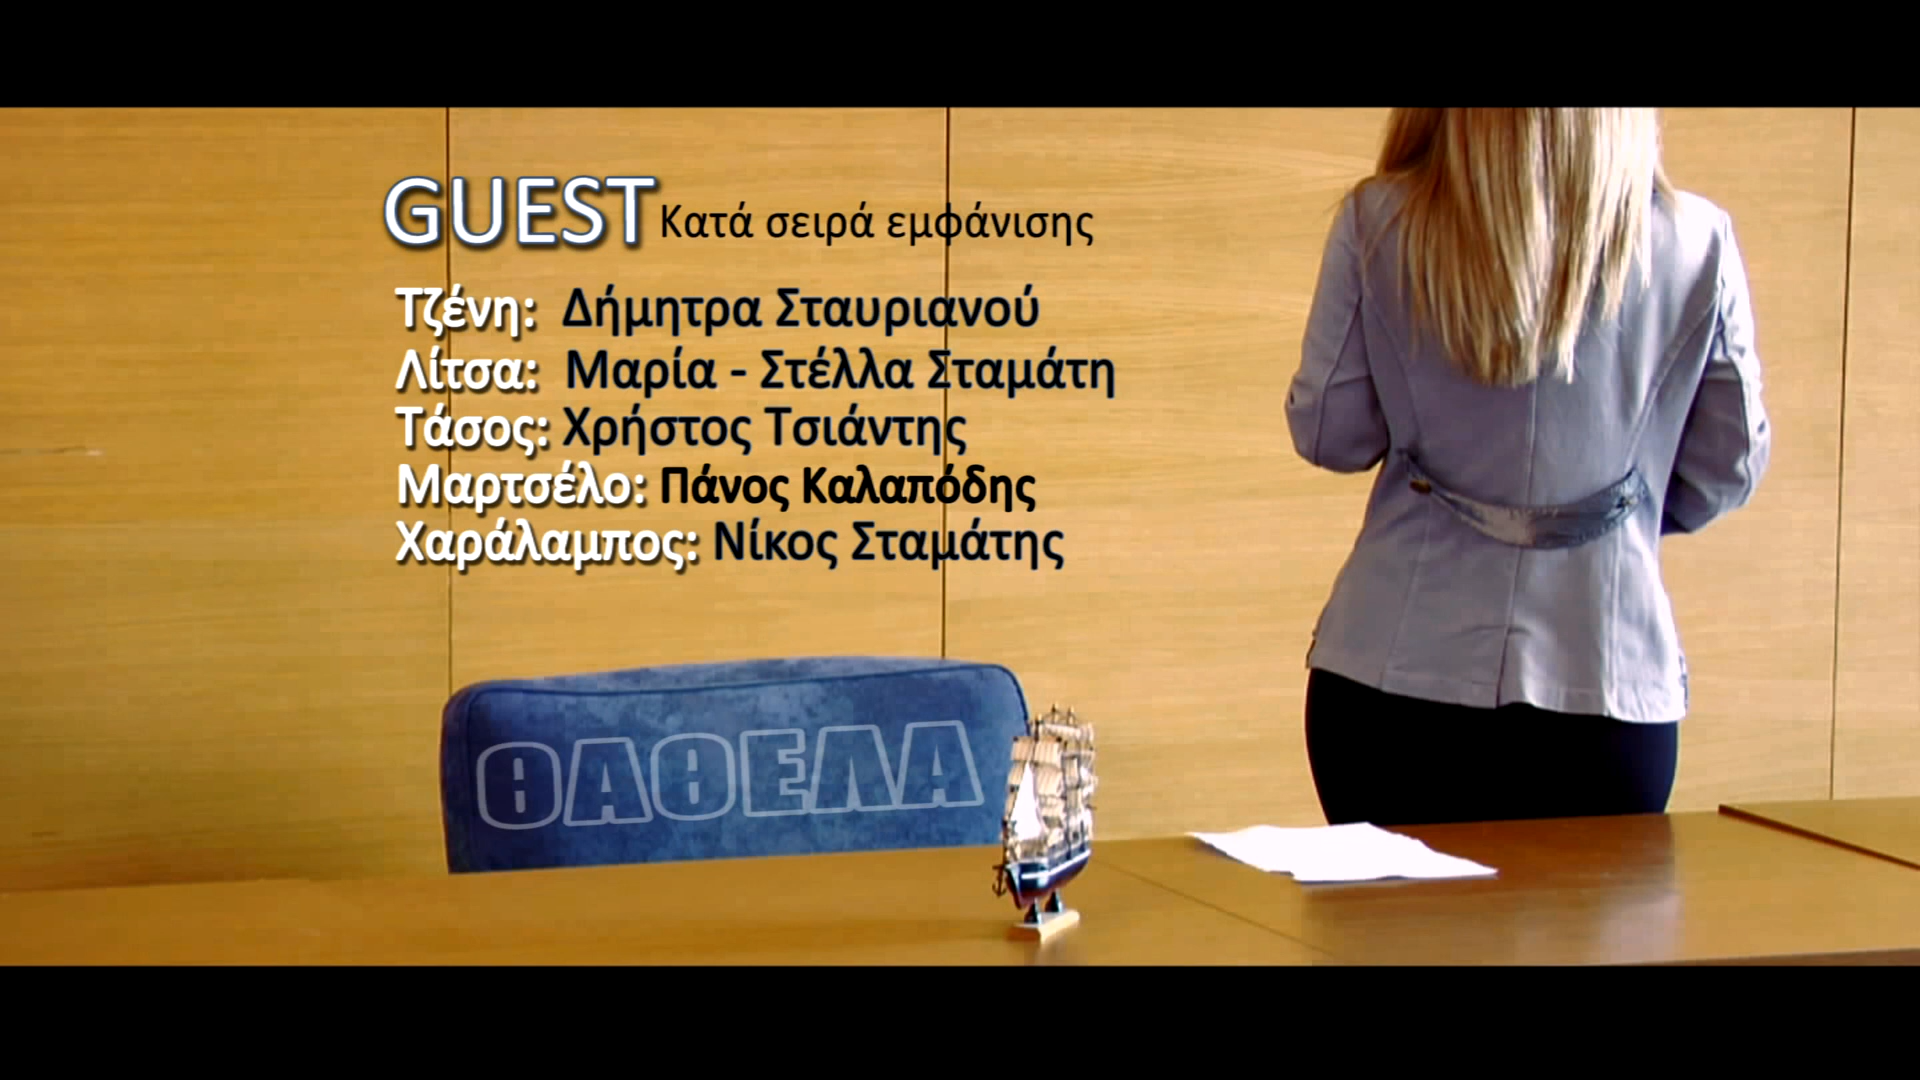 GUEST Κατά σειρά εμφάνισης
Τζένη: Δήμητρα Σταυριανού
Λίτσα: Μαρία - Στέλλα Σταμάτη
Τάσος: Χρήστος Τσιάντης
Μαρτσέλο: Πάνος Καλαπόδης
Χαράλαμπος: Νίκος Σταμάτης
ΘΑΘΕΛΑ